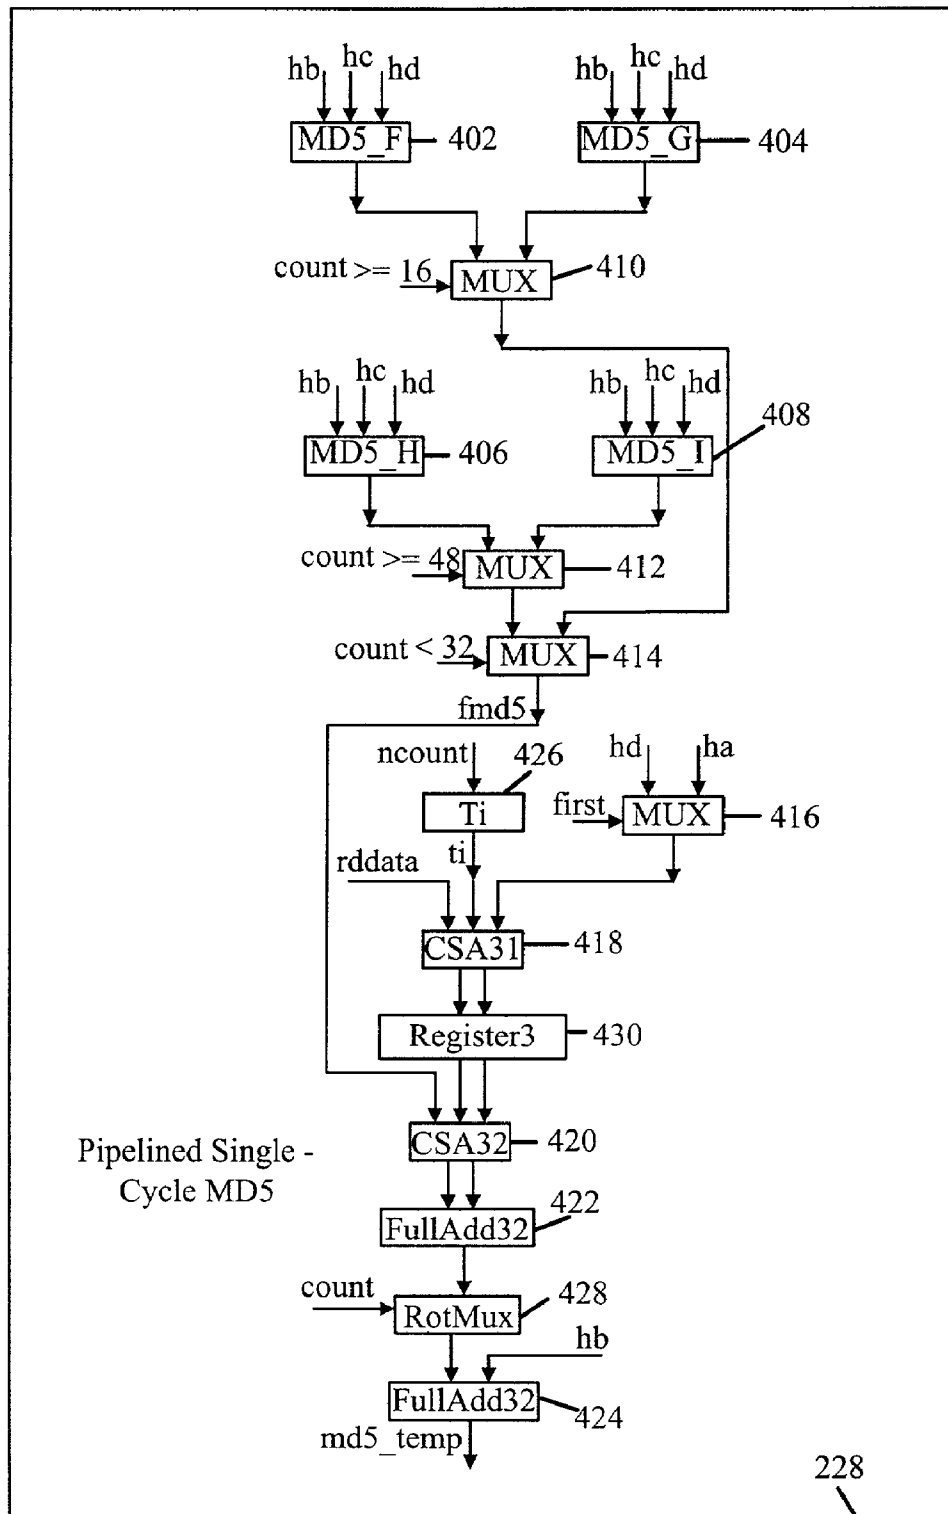 hb hc hd hb hc hd
MD5_F 402 MD5_G 404
count >= 16 MUX 410
hb hc hd hb hc hd
408
MD5_H 406 MD5_I
count >= 48 MUX 412
count < 32 MUX 414
fmd5
ncount 426 hd ha
Ti first MUX 416
ti
rddata
CSA31 418
Register3 430
CSA32 420
Pipelined Single -
Cycle MD5
422
FullAdd32
count 428
RotMux
hb
FullAdd32 424
md5_temp
228